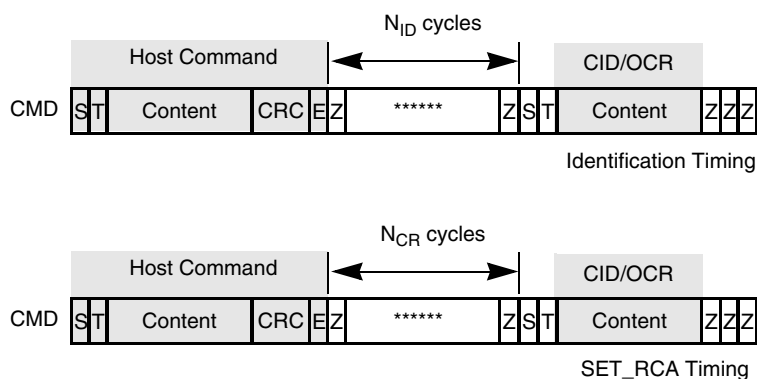 N_ID cycles
Host Command
CID/OCR
CMD S T Content CRC E Z ****** Z S T Content Z Z Z
Identification Timing
N_CR cycles
Host Command
CID/OCR
CMD S T Content CRC E Z ****** Z S T Content Z Z Z
SET_RCA Timing